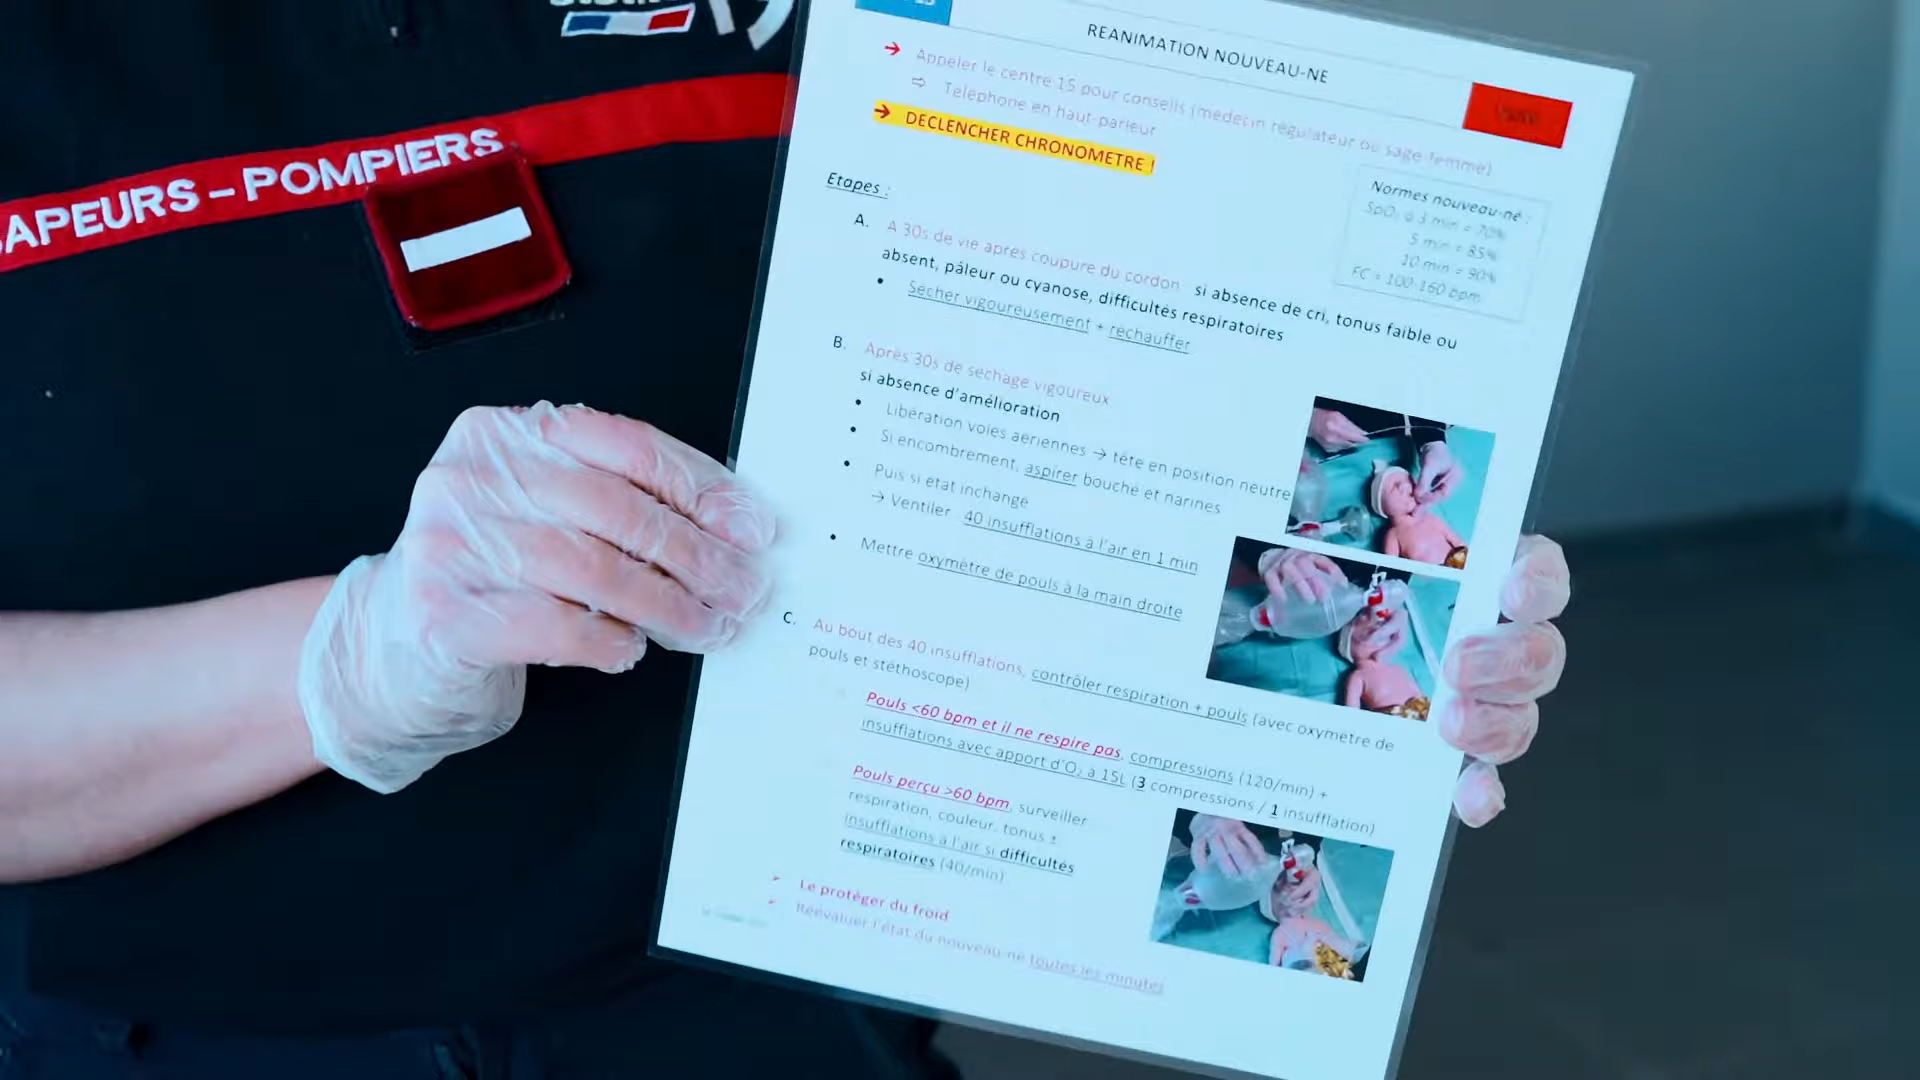 SAPEURS – POMPIERS
REANIMATION NOUVEAU-NE
➔ Appeler le centre 15 pour conseils (médecin régulateur ou sage-femme)
⇨ Téléphone en haut-parleur
➔ DECLENCHER CHRONOMETRE !
Normes nouveau-né :
SpO₂ à 3 min = 70%
5 min = 85%
10 min = 90%
FC = 100-160 bpm
Etapes :
A. A 30s de vie après coupure du cordon si absence de cri, tonus faible ou
absent, pâleur ou cyanose, difficultés respiratoires
• Sécher vigoureusement + réchauffer
B. Après 30s de séchage vigoureux
si absence d'amélioration
• Libération voies aériennes → tête en position neutre
• Si encombrement, aspirer bouche et narines
• Puis si état inchangé
→ Ventiler : 40 insufflations à l'air en 1 min
• Mettre oxymètre de pouls à la main droite
C. Au bout des 40 insufflations, contrôler respiration + pouls (avec oxymètre de
pouls et stéthoscope)
Pouls <60 bpm et il ne respire pas, compressions (120/min) +
insufflations avec apport d'O₂ à 15L (3 compressions / 1 insufflation)
Pouls perçu >60 bpm, surveiller
respiration, couleur, tonus ±
insufflations à l'air si difficultés
respiratoires (40/min)
➢ Le protéger du froid
➢ Réévaluer l'état du nouveau-né toutes les minutes